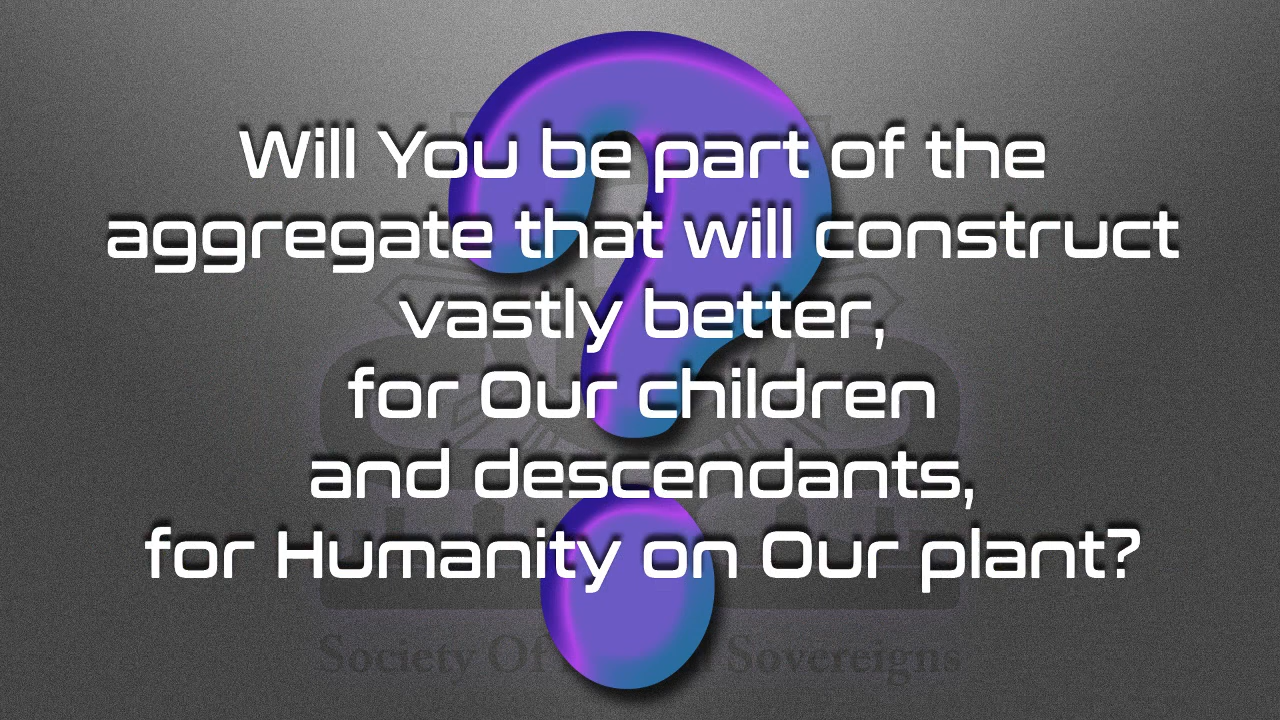 Will You be part of the
aggregate that will construct
vastly better,
for Our children
and descendants,
for Humanity on Our plant?
Society Of Sovereigns